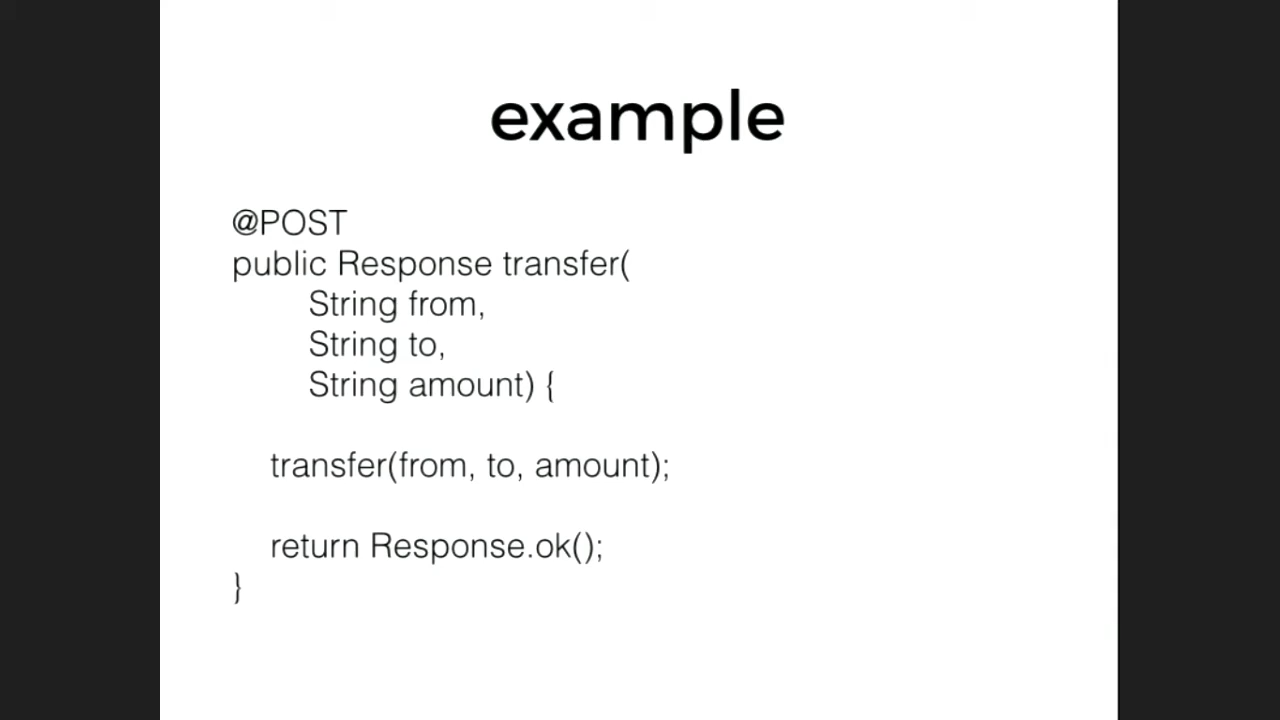 example
@POST
public Response transfer(
String from,
String to,
String amount) {
transfer(from, to, amount);
return Response.ok();
}